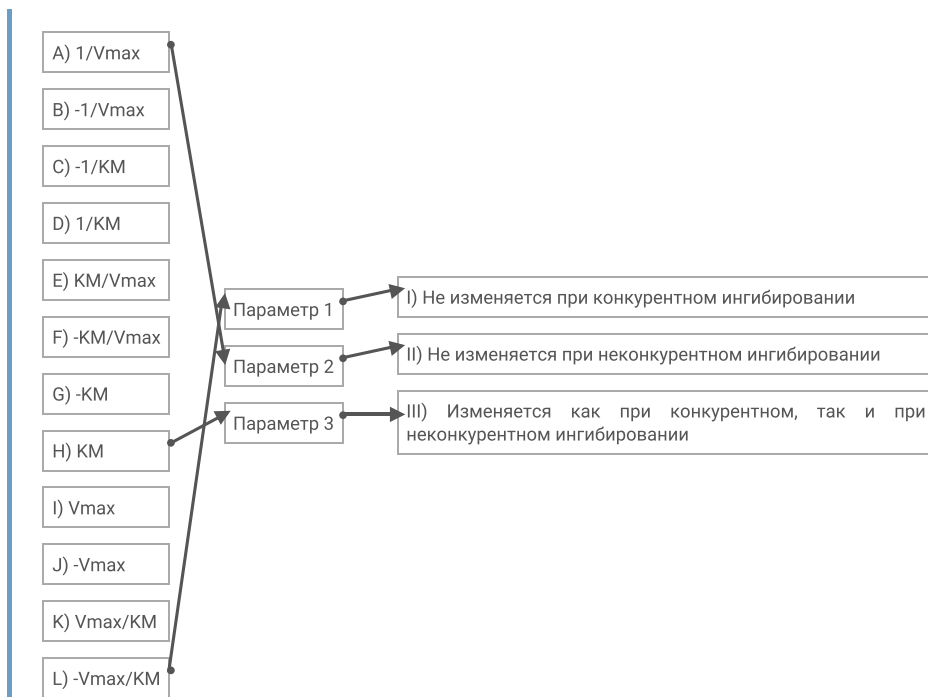 A) 1/Vmax
B) -1/Vmax
C) -1/KM
D) 1/KM
E) KM/Vmax
F) -KM/Vmax
G) -KM
H) KM
I) Vmax
J) -Vmax
K) Vmax/KM
L) -Vmax/KM
Параметр 1
Параметр 2
Параметр 3
I) Не изменяется при конкурентном ингибировании
II) Не изменяется при неконкурентном ингибировании
III) Изменяется как при конкурентном, так и при
неконкурентном ингибировании